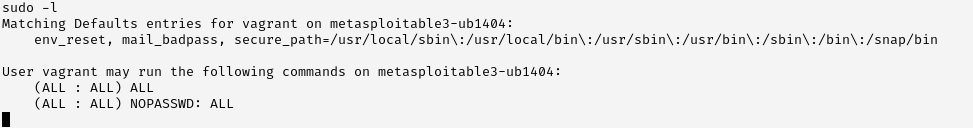 sudo -l
Matching Defaults entries for vagrant on metasploitable3-ub1404:
    env_reset, mail_badpass, secure_path=/usr/local/sbin\:/usr/local/bin\:/usr/sbin\:/usr/bin\:/sbin\:/bin\:/snap/bin

User vagrant may run the following commands on metasploitable3-ub1404:
    (ALL : ALL) ALL
    (ALL : ALL) NOPASSWD: ALL